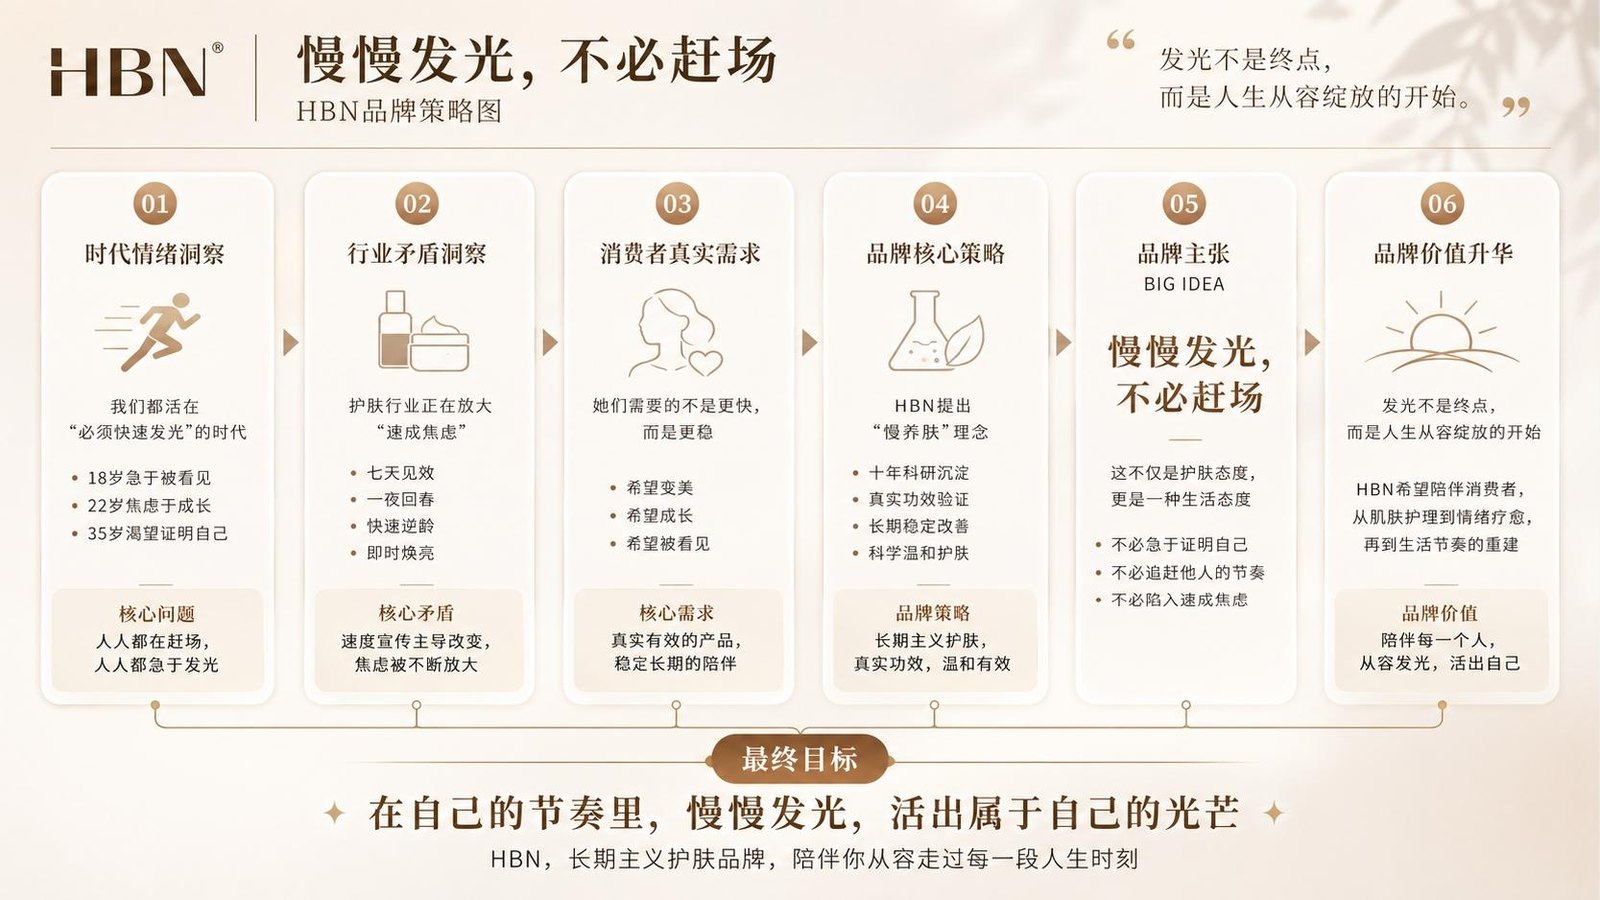 HBN®
慢慢发光，不必赶场
HBN品牌策略图
“发光不是终点，
而是人生从容绽放的开始。”
01
时代情绪洞察
我们都活在
“必须快速发光”的时代
• 18岁急于被看见
• 22岁焦虑于成长
• 35岁渴望证明自己
核心问题
人人都在赶场，
人人都急于发光
02
行业矛盾洞察
护肤行业正在放大
“速成焦虑”
• 七天见效
• 一夜回春
• 快速逆龄
• 即时焕亮
核心矛盾
速度宣传主导改变，
焦虑被不断放大
03
消费者真实需求
她们需要的不是更快，
而是更稳
• 希望变美
• 希望成长
• 希望被看见
核心需求
真实有效的产品，
稳定长期的陪伴
04
品牌核心策略
HBN提出
“慢养肤”理念
• 十年科研沉淀
• 真实功效验证
• 长期稳定改善
• 科学温和护肤
品牌策略
长期主义护肤，
真实功效，温和有效
05
品牌主张
BIG IDEA
慢慢发光，
不必赶场
这不仅是护肤态度，
更是一种生活态度
• 不必急于证明自己
• 不必追赶他人的节奏
• 不必陷入速成焦虑
06
品牌价值升华
发光不是终点，
而是人生从容绽放的开始
HBN希望陪伴消费者，
从肌肤护理到情绪疗愈，
再到生活节奏的重建
品牌价值
陪伴每一个人，
从容发光，活出自己
最终目标
在自己的节奏里，慢慢发光，活出属于自己的光芒
HBN，长期主义护肤品牌，陪伴你从容走过每一段人生时刻